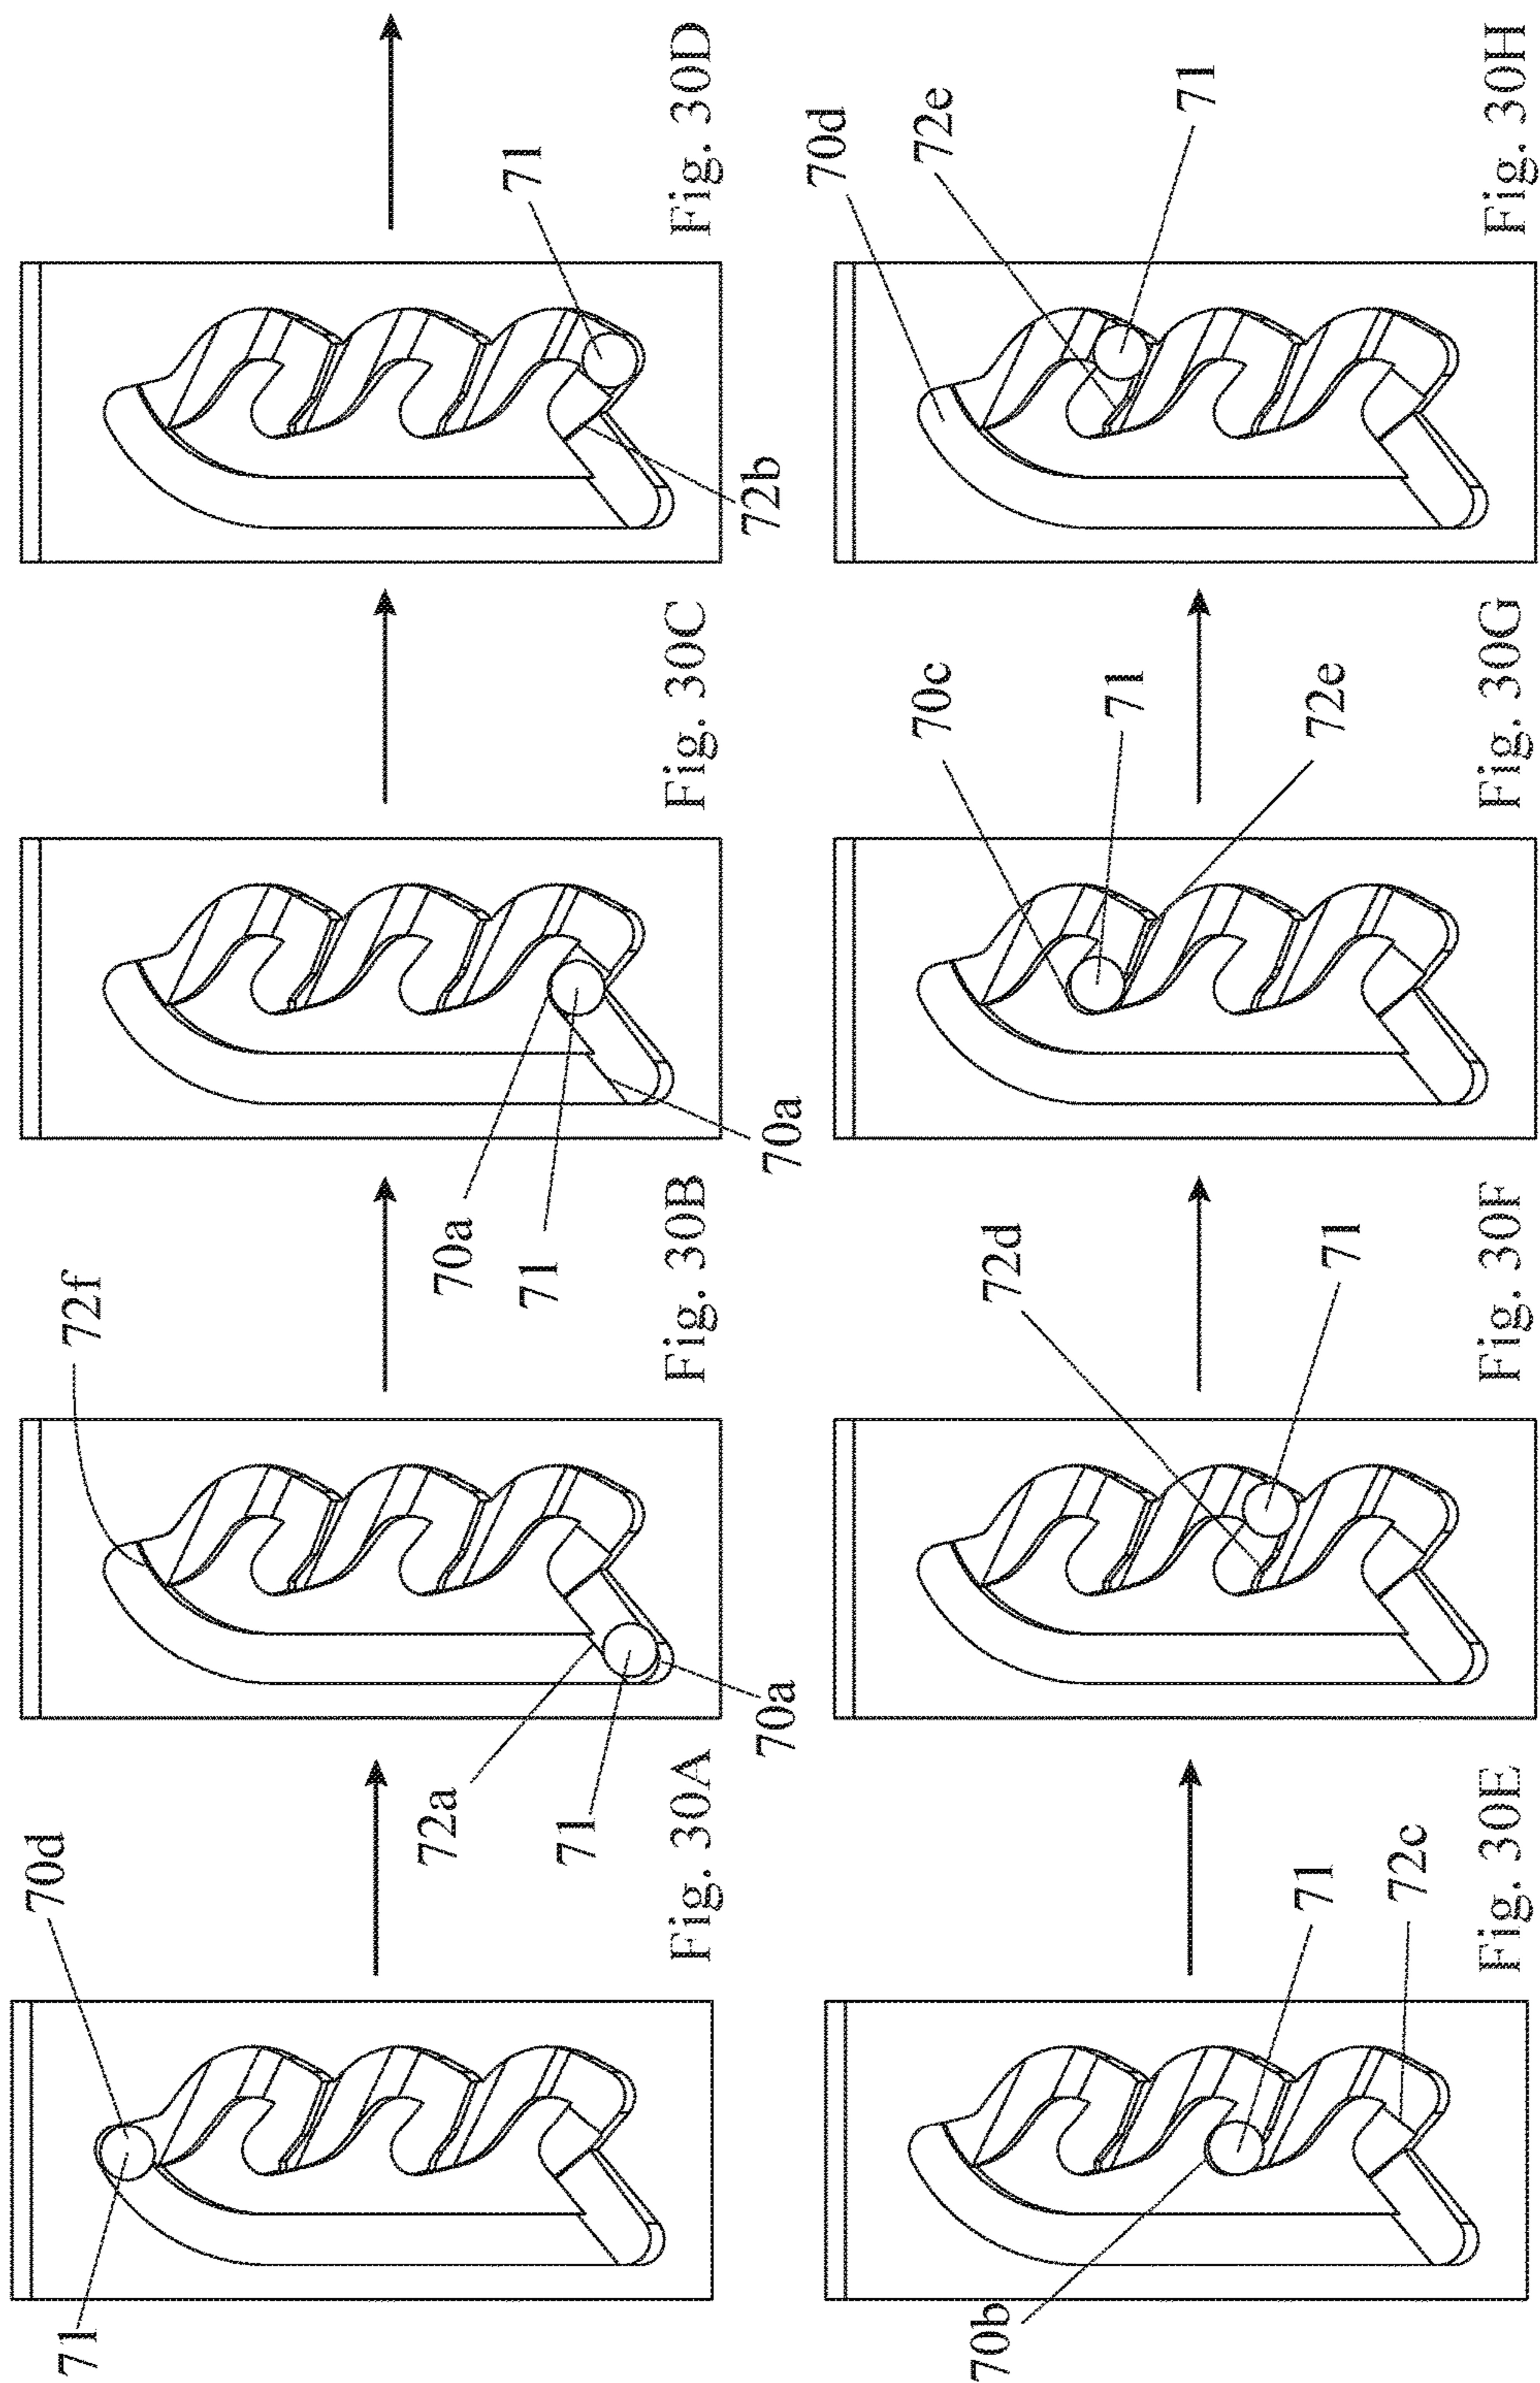 71
70d
Fig. 30A
72a
71
70a
72f
Fig. 30B
70a
71
70a
Fig. 30C
71
72b
Fig. 30D
70b
71
72c
Fig. 30E
72d
71
Fig. 30F
70c
71
72e
Fig. 30G
70d
72e
71
Fig. 30H